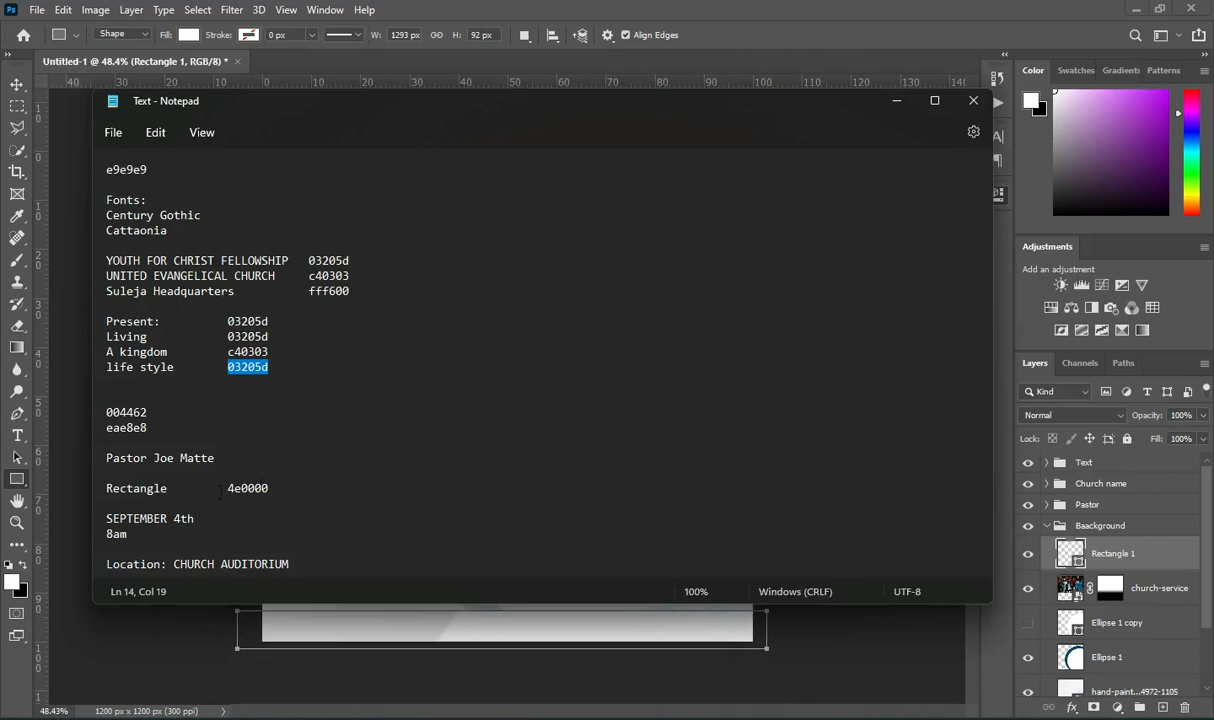 File Edit Image Layer Type Select Filter 3D View Window Help
Shape Fill: Stroke: 0 px W: 1293 px H: 92 px Align Edges
Untitled-1 @ 48.4% (Rectangle 1, RGB/8) *
Text - Notepad
File Edit View
e9e9e9
Fonts:
Century Gothic
Cattaonia
YOUTH FOR CHRIST FELLOWSHIP 03205d
UNITED EVANGELICAL CHURCH c40303
Suleja Headquarters fff600
Present: 03205d
Living 03205d
A kingdom c40303
life style 03205d
004462
eae8e8
Pastor Joe Matte
Rectangle 4e0000
SEPTEMBER 4th
8am
Location: CHURCH AUDITORIUM
Ln 14, Col 19 100% Windows (CRLF) UTF-8
Color Swatches Gradients Patterns
Adjustments
Add an adjustment
Layers Channels Paths
Kind
Normal Opacity: 100%
Lock: Fill: 100%
Text
Church name
Pastor
Baackground
Rectangle 1
church-service
Ellipse 1 copy
Ellipse 1
hand-paint...4972-1105
48.43% 1200 px x 1200 px (300 ppi)